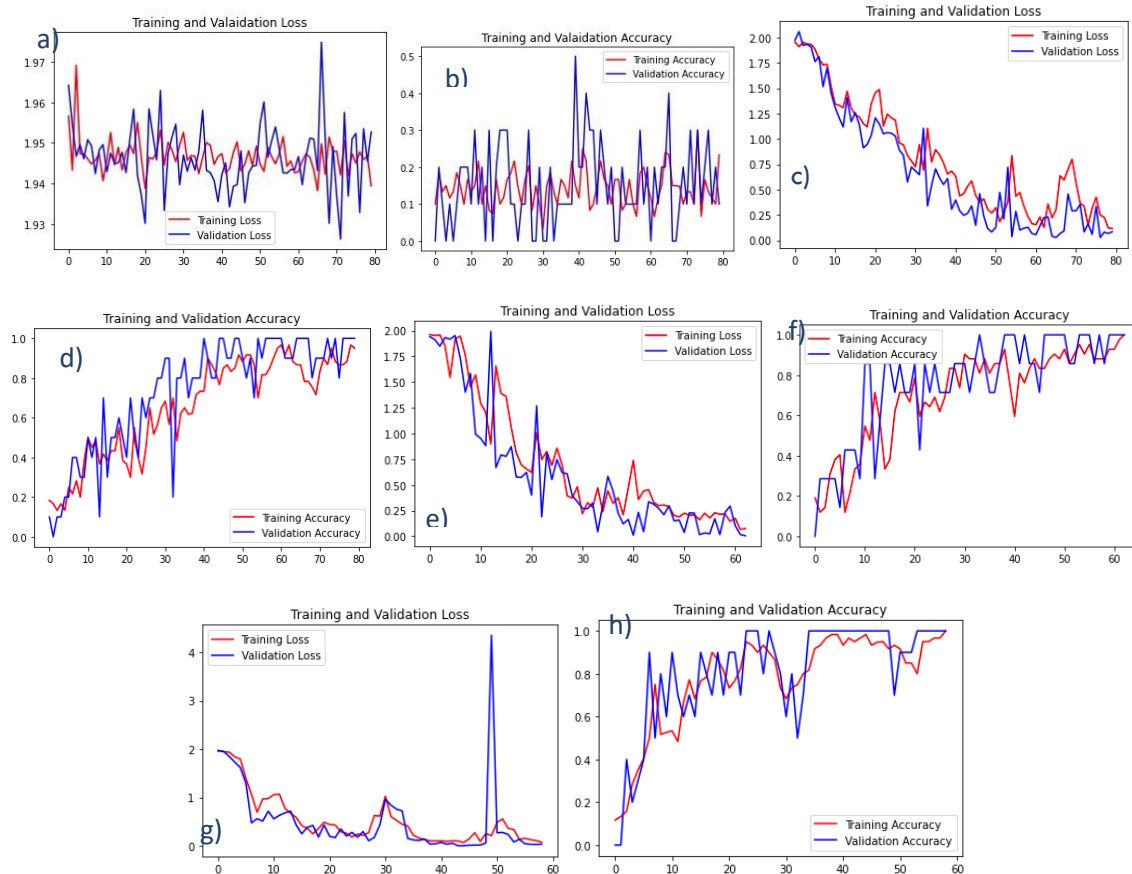 a)
Training and Valaidation Loss
1.97
1.96
1.95
1.94
1.93
Training Loss
Validation Loss
0 10 20 30 40 50 60 70 80
b)
Training and Valaidation Accuracy
0.5
0.4
0.3
0.2
0.1
0.0
Training Accuracy
Validation Accuracy
0 10 20 30 40 50 60 70 80
c)
Training and Validation Loss
2.00
1.75
1.50
1.25
1.00
0.75
0.50
0.25
0.00
Training Loss
Validation Loss
0 10 20 30 40 50 60 70 80
d)
Training and Validation Accuracy
1.0
0.8
0.6
0.4
0.2
0.0
Training Accuracy
Validation Accuracy
0 10 20 30 40 50 60 70 80
e)
Training and Validation Loss
2.00
1.75
1.50
1.25
1.00
0.75
0.50
0.25
0.00
Training Loss
Validation Loss
0 10 20 30 40 50 60
f)
Training and Validation Accuracy
1.0
0.8
0.6
0.4
0.2
0.0
Training Accuracy
Validation Accuracy
0 10 20 30 40 50 60
g)
Training and Validation Loss
4
3
2
1
0
Training Loss
Validation Loss
0 10 20 30 40 50 60
h)
Training and Validation Accuracy
1.0
0.8
0.6
0.4
0.2
0.0
Training Accuracy
Validation Accuracy
0 10 20 30 40 50 60